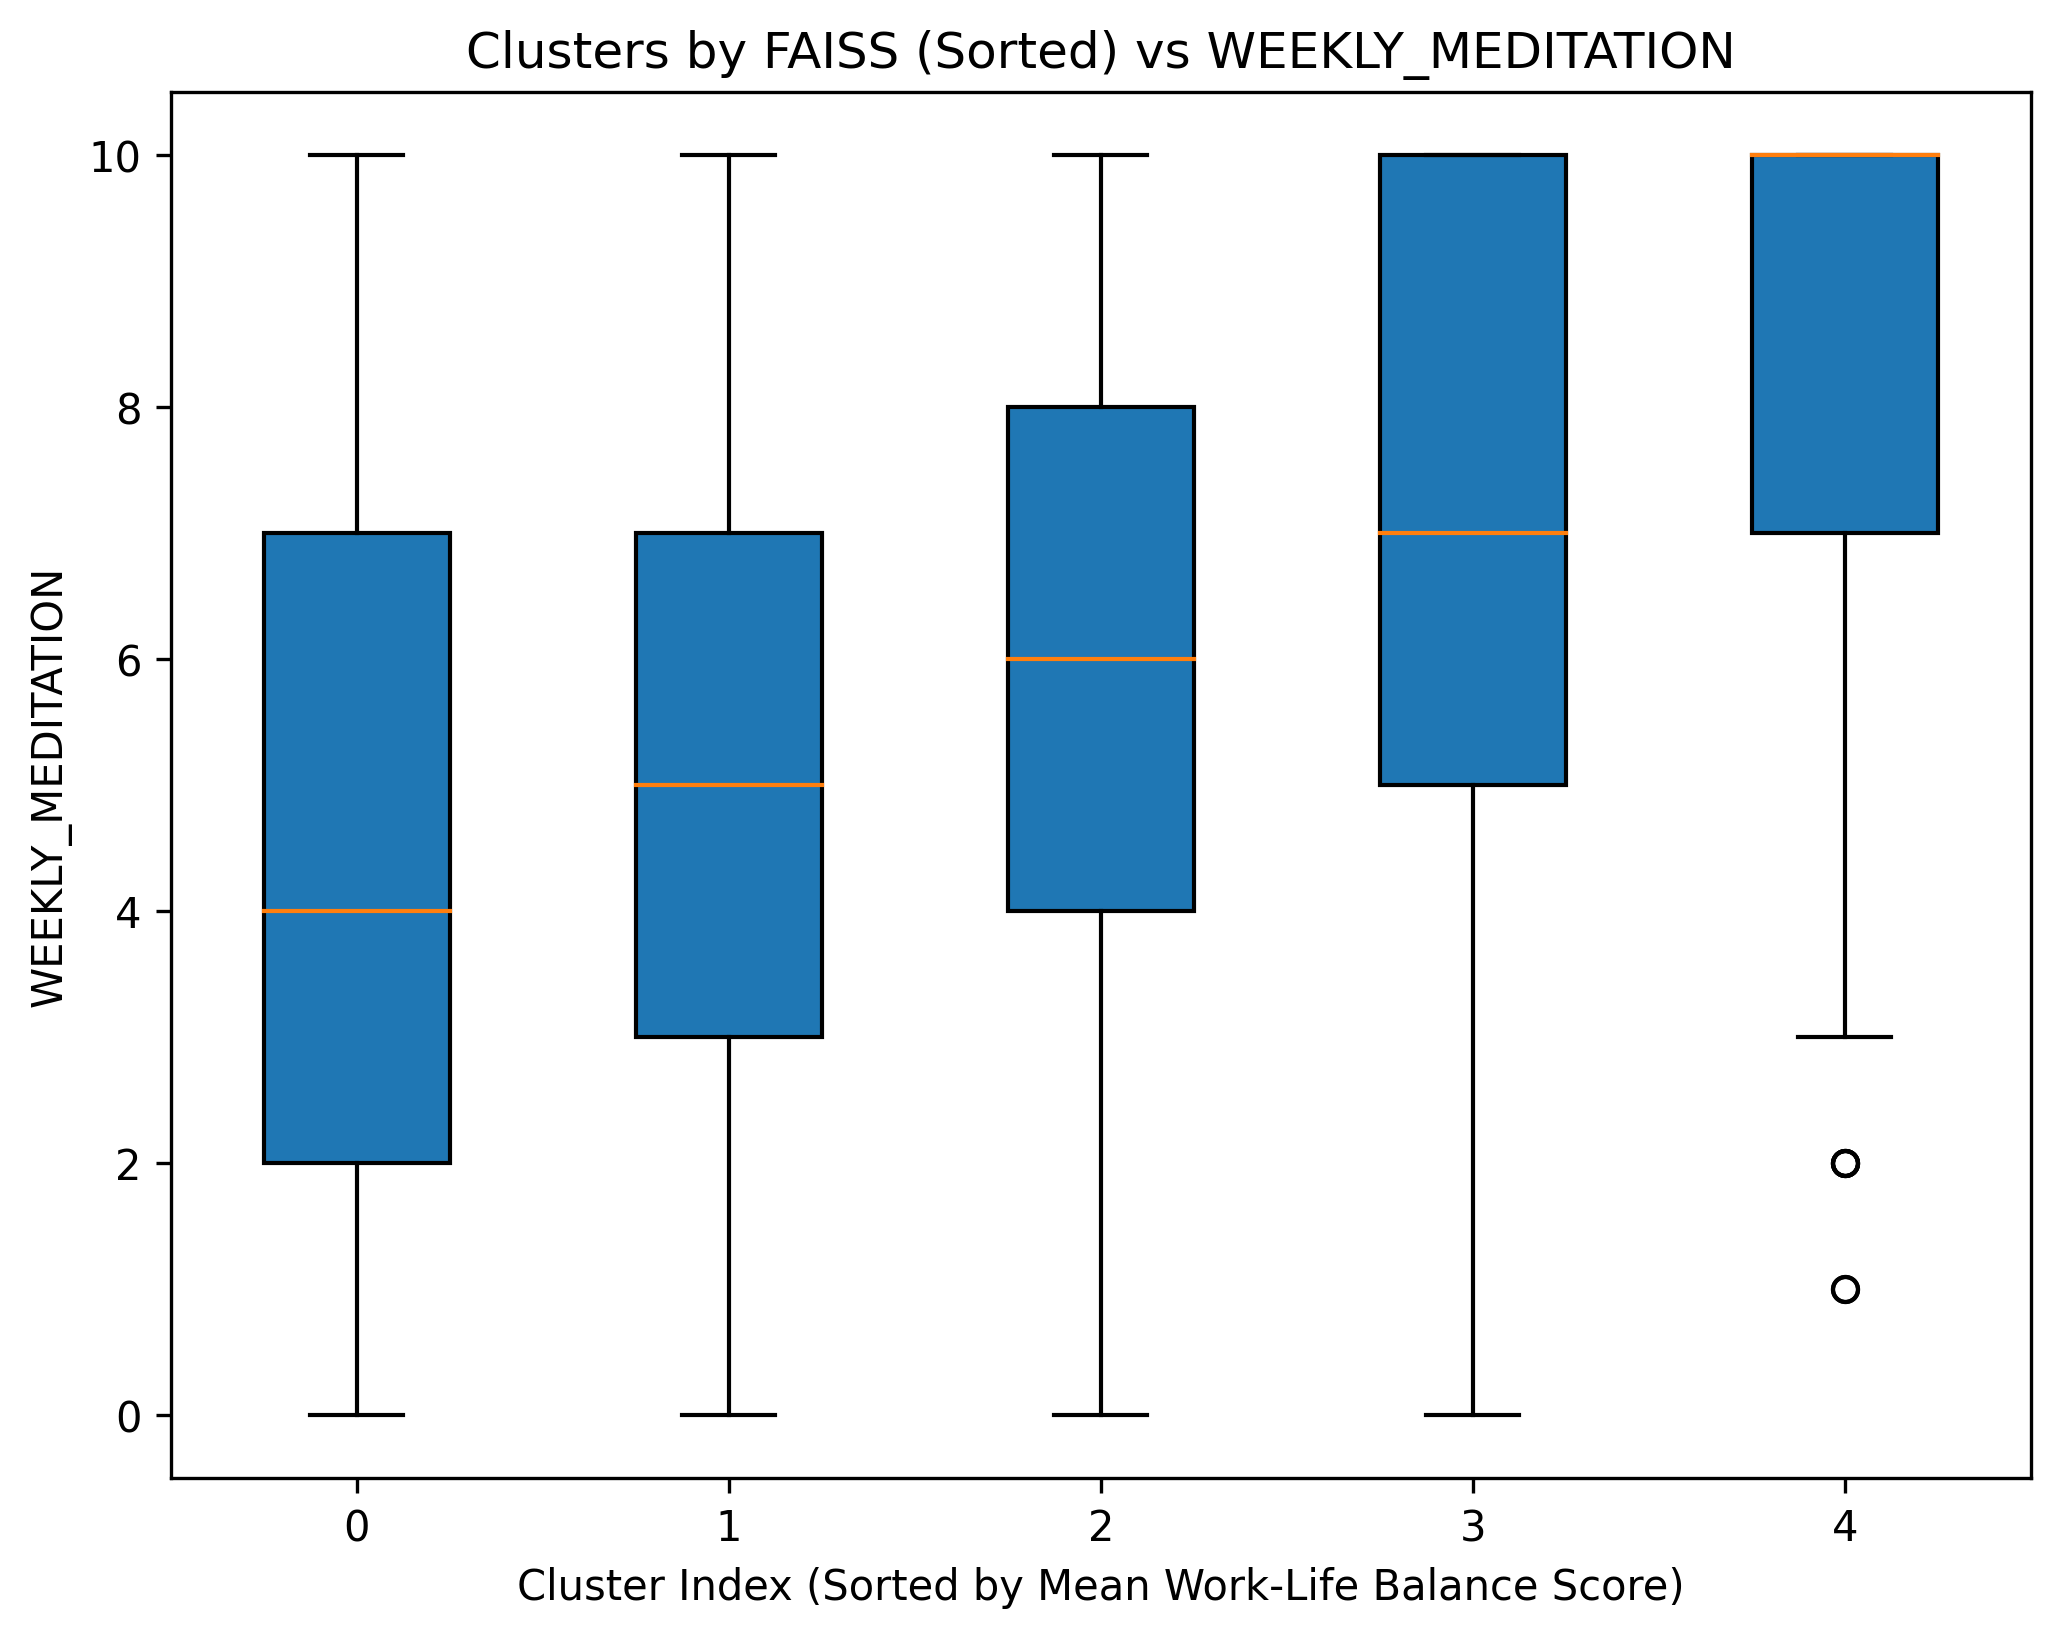 Clusters by FAISS (Sorted) vs WEEKLY_MEDITATION
WEEKLY_MEDITATION
10
8
6
4
2
0
0 1 2 3 4
Cluster Index (Sorted by Mean Work-Life Balance Score)